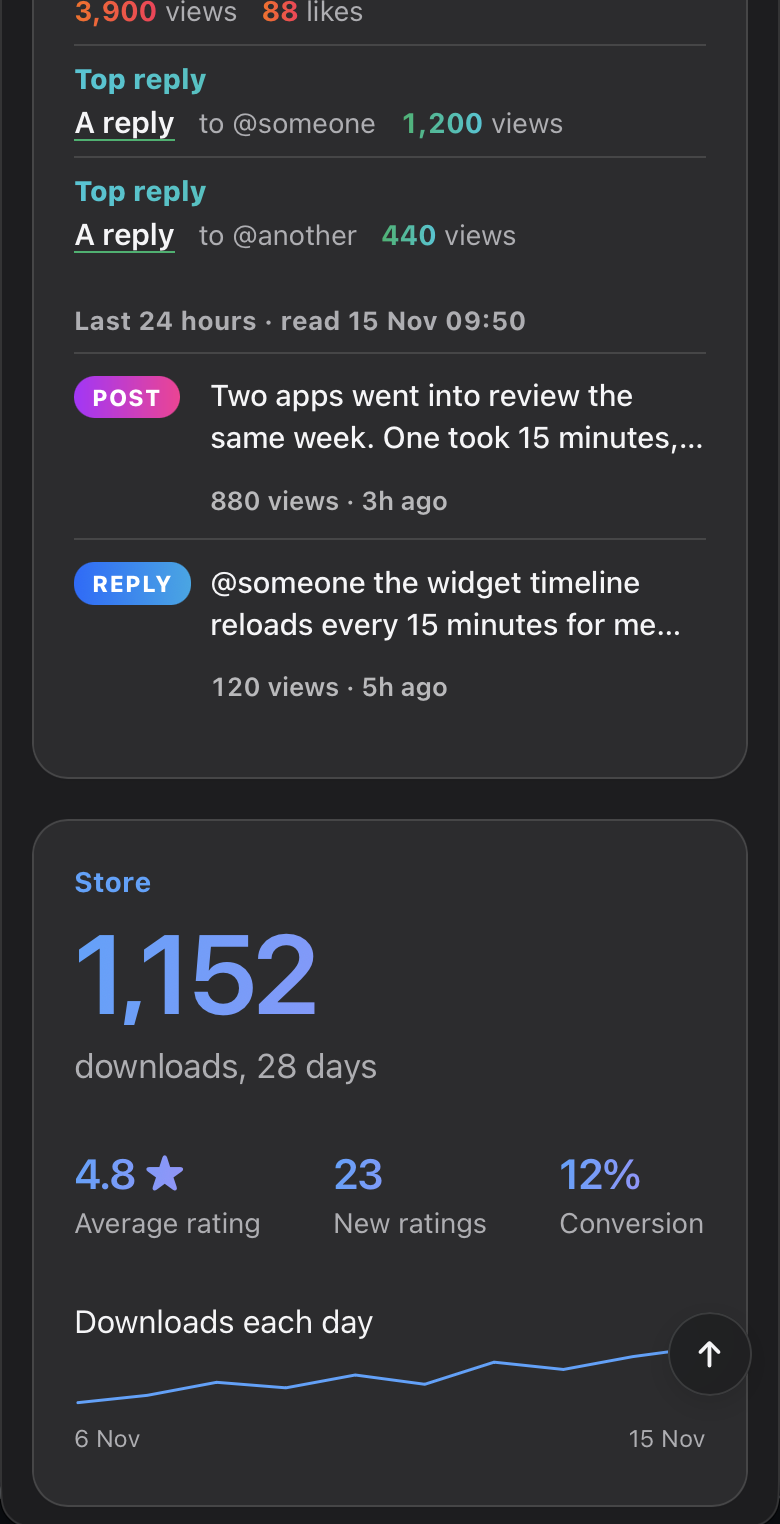 3,900 views 88 likes
Top reply
A reply to @someone 1,200 views
Top reply
A reply to @another 440 views
Last 24 hours · read 15 Nov 09:50
POST Two apps went into review the
same week. One took 15 minutes,...
880 views · 3h ago
REPLY @someone the widget timeline
reloads every 15 minutes for me...
120 views · 5h ago
Store
1,152
downloads, 28 days
4.8 ★ 23 12%
Average rating New ratings Conversion
Downloads each day
6 Nov 15 Nov